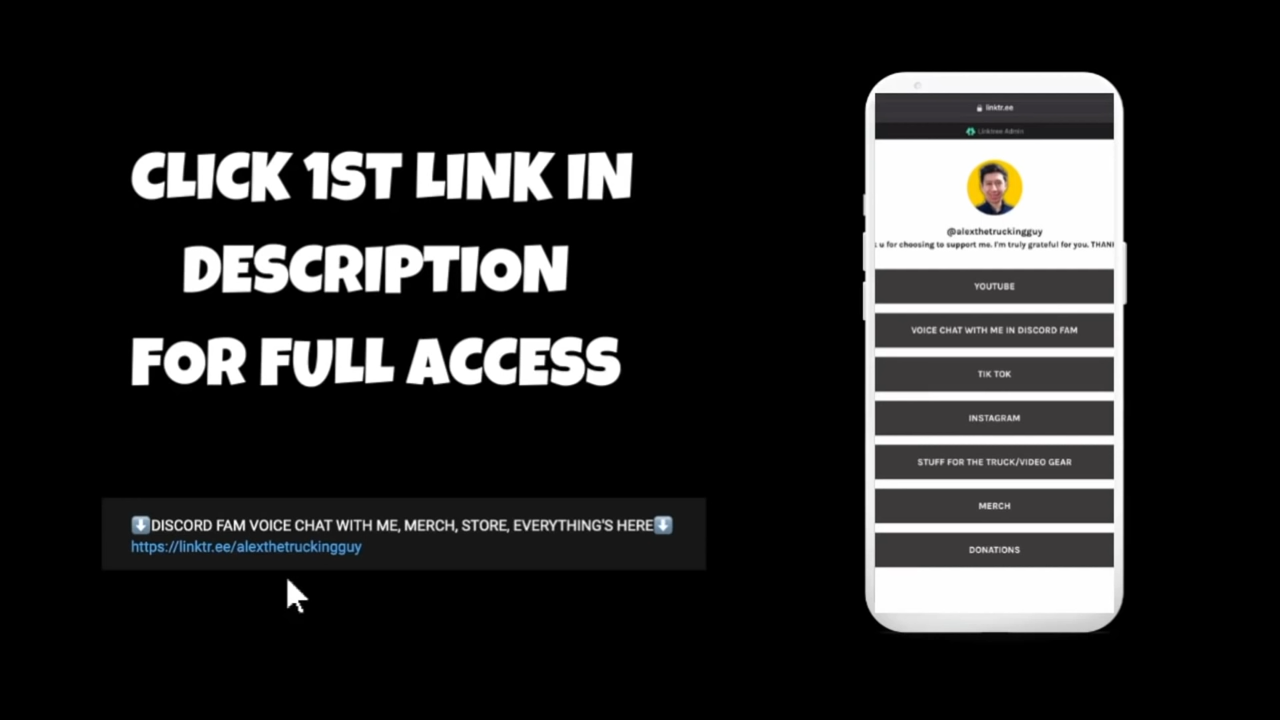 CLICK 1ST LINK IN
DESCRIPTION
FOR FULL ACCESS
⬇️DISCORD FAM VOICE CHAT WITH ME, MERCH, STORE, EVERYTHING'S HERE⬇️
https://linktr.ee/alexthetruckingguy
linktr.ee
Linktree Admin
@alexthetruckingguy
u for choosing to support me. I'm truly grateful for you. THAN
YOUTUBE
VOICE CHAT WITH ME IN DISCORD FAM
TIK TOK
INSTAGRAM
STUFF FOR THE TRUCK/VIDEO GEAR
MERCH
DONATIONS